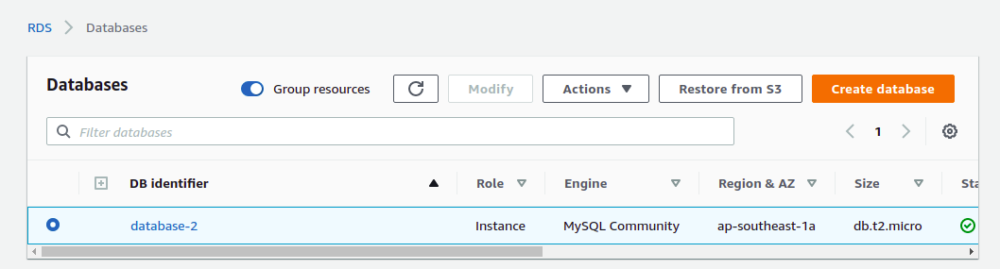 RDS > Databases
Databases Group resources Modify Actions Restore from S3 Create database
Filter databases 1
DB identifier Role Engine Region & AZ Size Sta
database-2 Instance MySQL Community ap-southeast-1a db.t2.micro